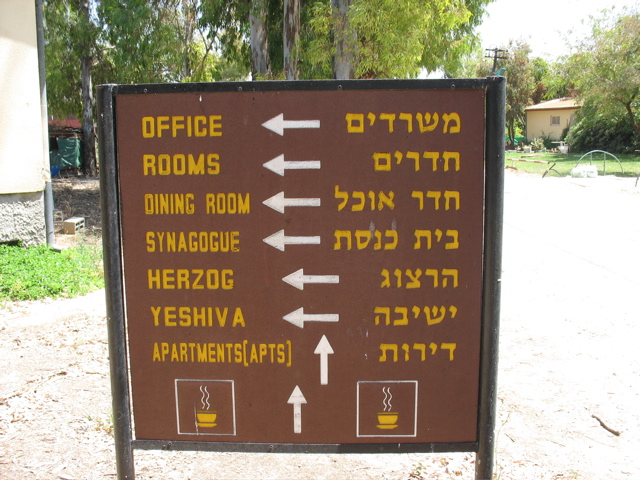 OFFICE משרדים
ROOMS חדרים
DINING ROOM חדר אוכל
SYNAGOGUE בית כנסת
HERZOG הרצוג
YESHIVA ישיבה
APARTMENTS(APTS) דירות